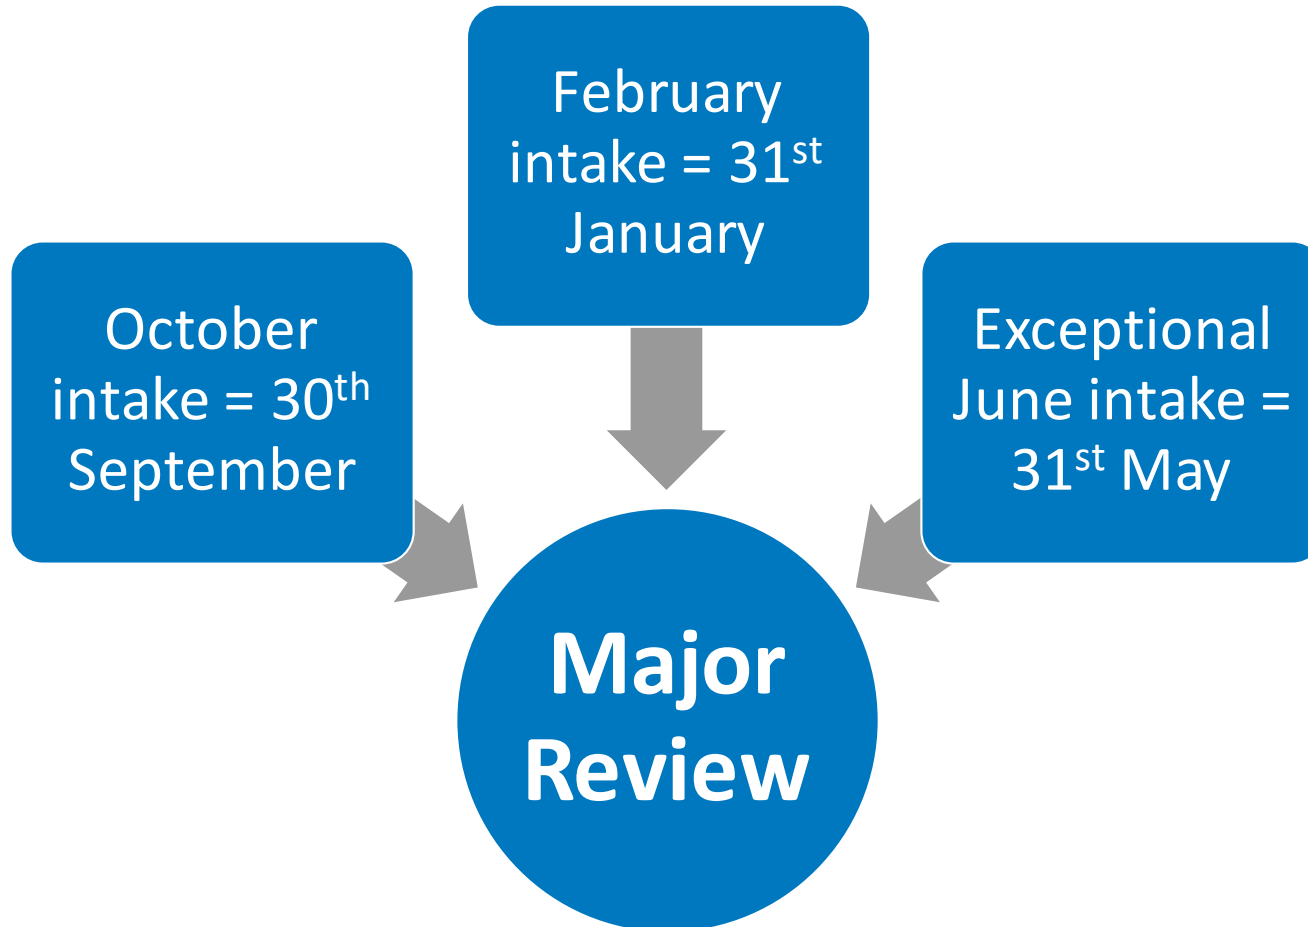 February
intake = 31st
January
October
intake = 30th
September
Exceptional
June intake =
31st May
Major
Review